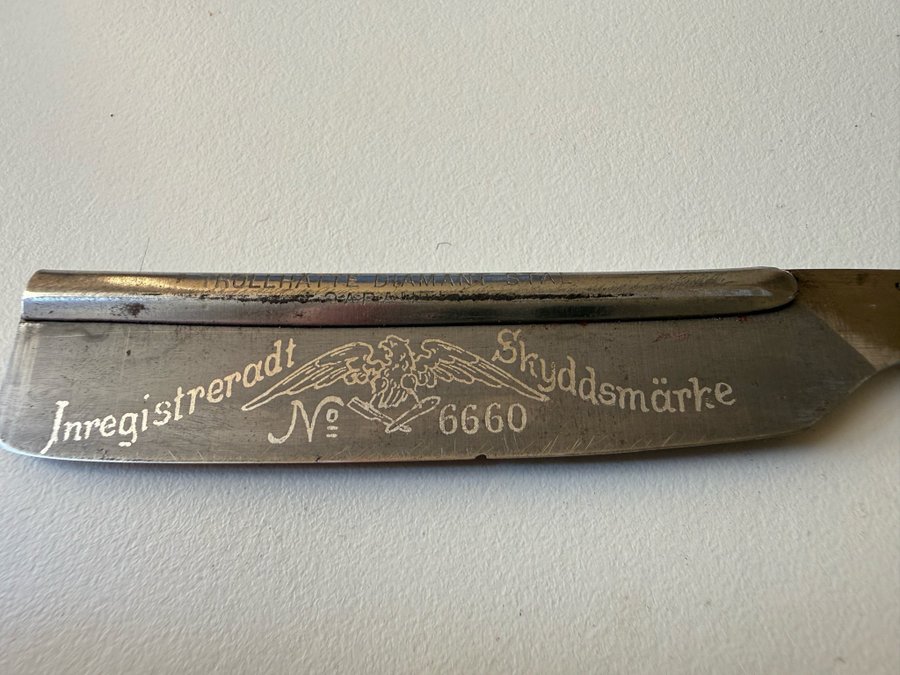 TROLLHÄTTE DIAMANT STÅL
Inregistreradt Skyddsmärke
No 6660